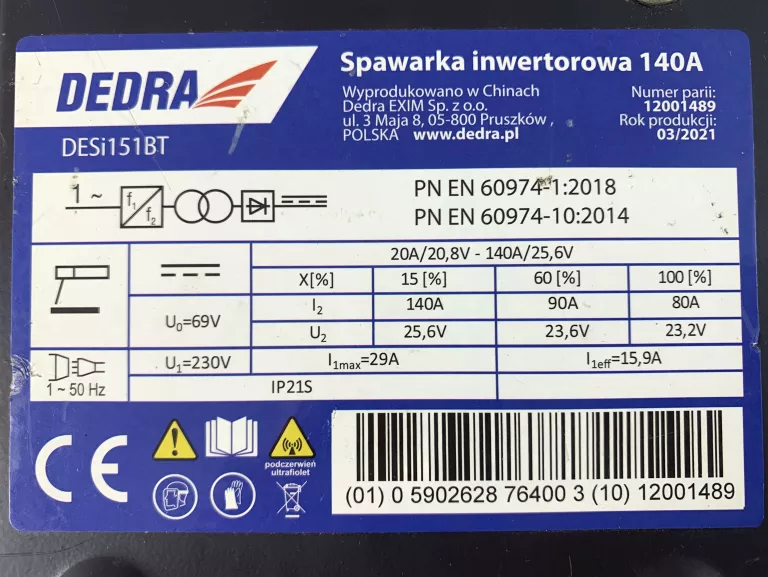 DEDRA
DESi151BT
Spawarka inwertorowa 140A
Wyprodukowano w Chinach
Dedra EXIM Sp. z o.o.
ul. 3 Maja 8, 05-800 Pruszków,
POLSKA www.dedra.pl
Numer parii:
12001489
Rok produkcji:
03/2021
1 ~
f₁
f₂
PN EN 60974-1:2018
PN EN 60974-10:2014
20A/20,8V - 140A/25,6V
X[%] 15 [%] 60 [%] 100 [%]
U₀=69V
I₂ 140A 90A 80A
U₂ 25,6V 23,6V 23,2V
1 ~ 50 Hz
U₁=230V I₁max=29A I₁eff=15,9A
IP21S
CE
podczerwień
ultrafiolet
(01) 0 5902628 76400 3 (10) 12001489